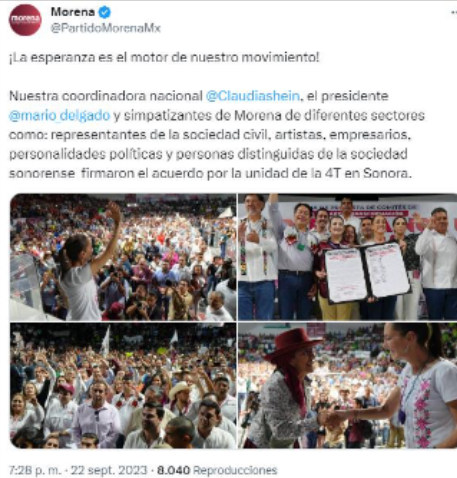 Morena
@PartidoMorenaMx
¡La esperanza es el motor de nuestro movimiento!
Nuestra coordinadora nacional @Claudiashein, el presidente
@mario_delgado y simpatizantes de Morena de diferentes sectores
como: representantes de la sociedad civil, artistas, empresarios,
personalidades políticas y personas distinguidas de la sociedad
sonorense firmaron el acuerdo por la unidad de la 4T en Sonora.
7:28 p. m. · 22 sept. 2023 · 8.040 Reproducciones